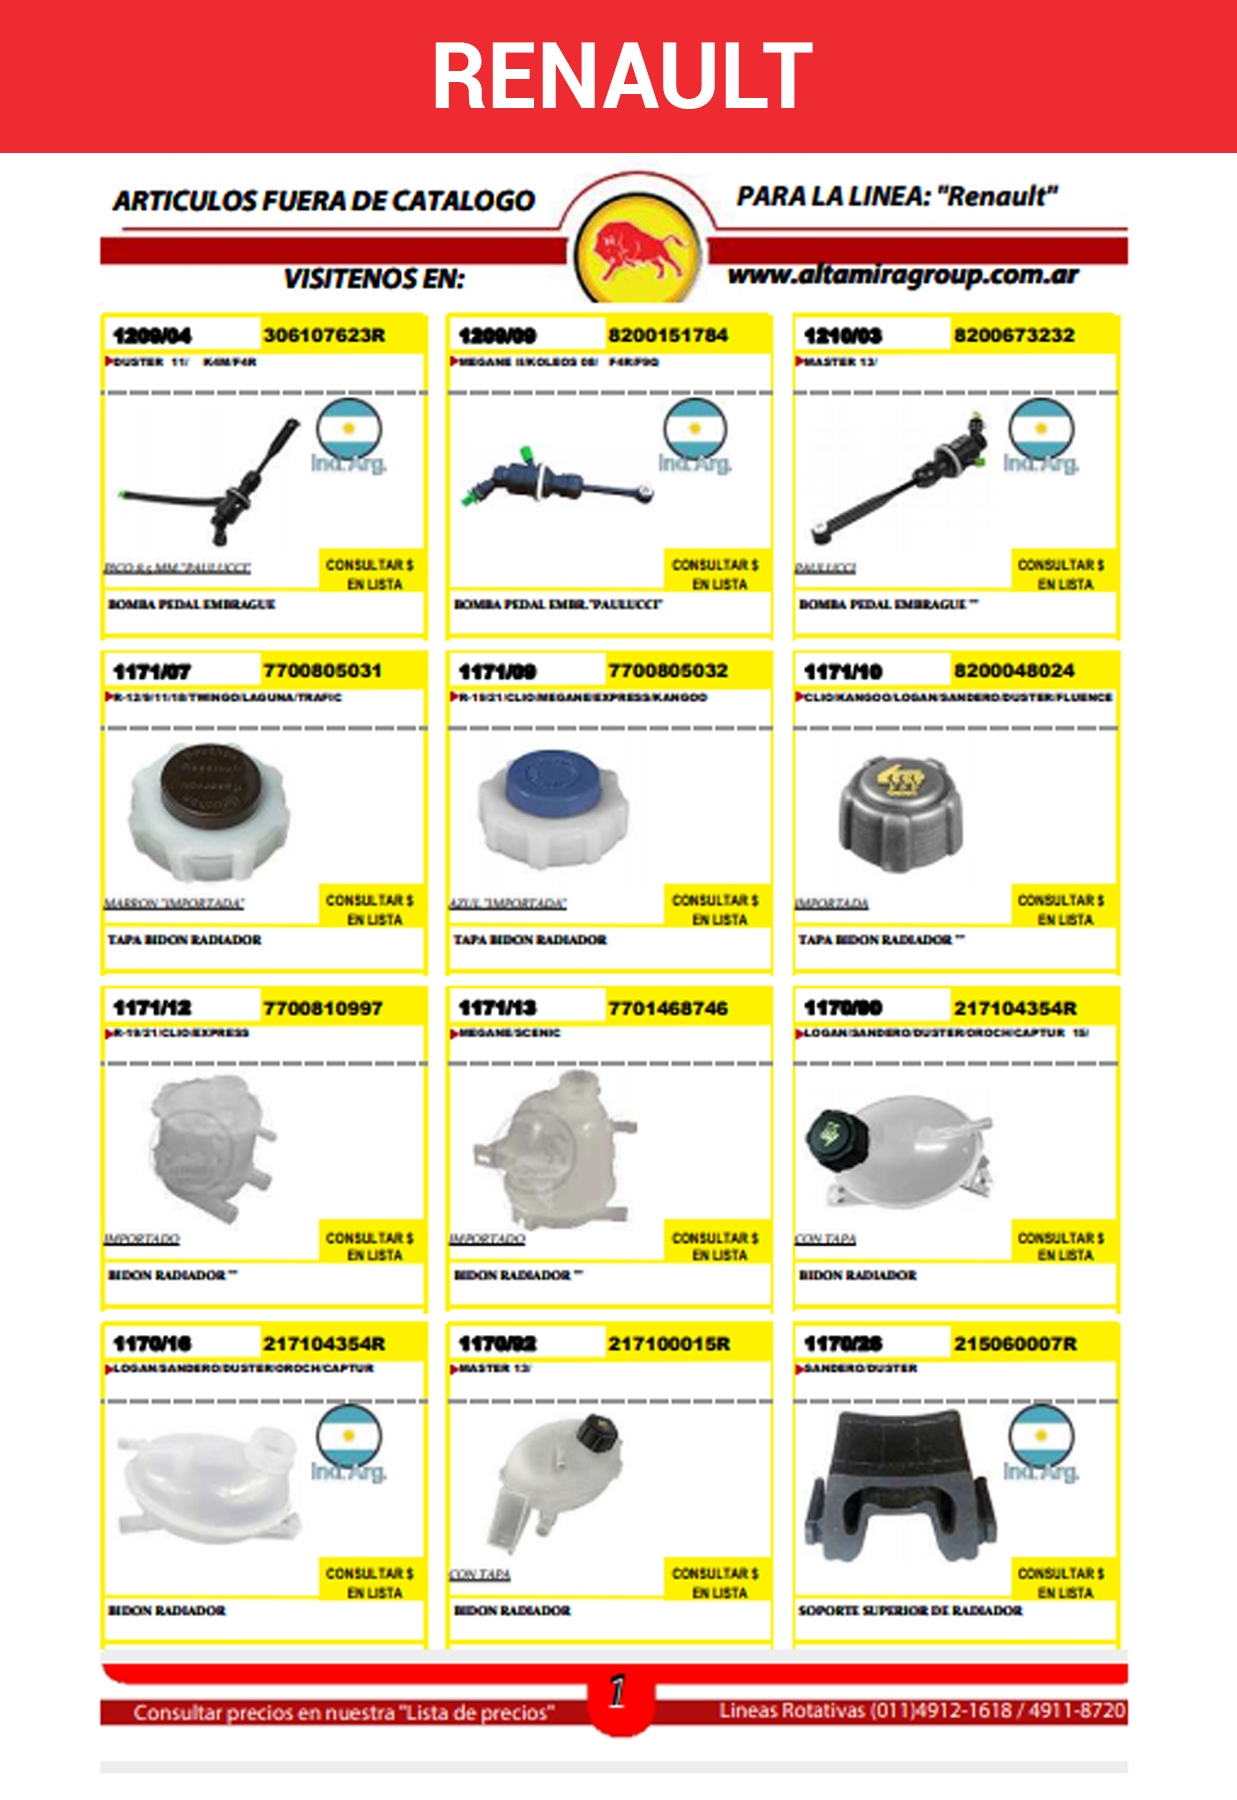 RENAULT
ARTICULOS FUERA DE CATALOGO
PARA LA LINEA: "Renault"
VISITENOS EN:
www.altamiragroup.com.ar
1209/04 306107623R
DUSTER 11/ K4M/F4R
Ind. Arg.
PICO 8.5 MM."PAULUCCI"
CONSULTAR $
EN LISTA
BOMBA PEDAL EMBRAGUE
1209/09 8200151784
MEGANE II/KOLEOS 08/ F4R/F9Q
Ind. Arg.
CONSULTAR $
EN LISTA
BOMBA PEDAL EMBR."PAULUCCI"
1210/03 8200673232
MASTER 13/
Ind. Arg.
PAULUCCI
CONSULTAR $
EN LISTA
BOMBA PEDAL EMBRAGUE ""
1171/07 7700805031
R-12/9/11/18/TWINGO/LAGUNA/TRAFIC
MARRON "IMPORTADA"
CONSULTAR $
EN LISTA
TAPA BIDON RADIADOR
1171/09 7700805032
R-19/21/CLIO/MEGANE/EXPRESS/KANGOO
AZUL "IMPORTADA"
CONSULTAR $
EN LISTA
TAPA BIDON RADIADOR
1171/10 8200048024
CLIO/KANGOO/LOGAN/SANDERO/DUSTER/FLUENCE
IMPORTADA
CONSULTAR $
EN LISTA
TAPA BIDON RADIADOR ""
1171/12 7700810997
R-19/21/CLIO/EXPRESS
IMPORTADO
CONSULTAR $
EN LISTA
BIDON RADIADOR ""
1171/13 7701468746
MEGANE/SCENIC
IMPORTADO
CONSULTAR $
EN LISTA
BIDON RADIADOR ""
217104354R
LOGAN/SANDERO/DUSTER/OROCH/CAPTUR 15/
CON TAPA
CONSULTAR $
EN LISTA
BIDON RADIADOR
1170/16 217104354R
LOGAN/SANDERO/DUSTER/OROCH/CAPTUR
Ind. Arg.
CONSULTAR $
EN LISTA
BIDON RADIADOR
217100015R
MASTER 13/
CON TAPA
CONSULTAR $
EN LISTA
BIDON RADIADOR
215060007R
SANDERO/DUSTER
Ind. Arg.
CONSULTAR $
EN LISTA
SOPORTE SUPERIOR DE RADIADOR
Consultar precios en nuestra "Lista de precios"
1
Lineas Rotativas (011)4912-1618 / 4911-8720